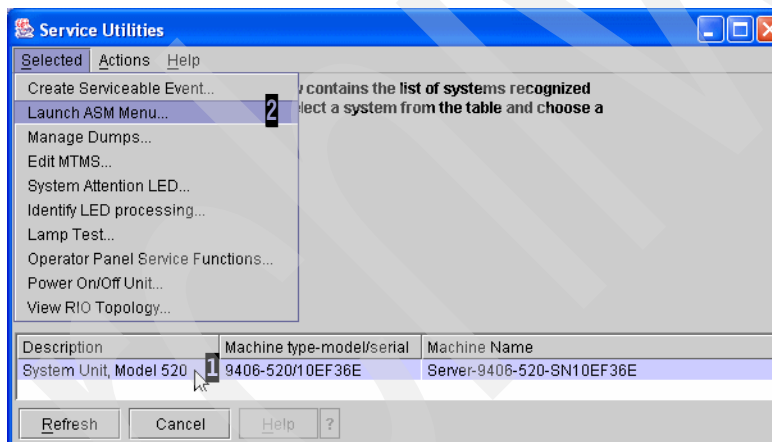 Service Utilities
Selected Actions Help
Create Serviceable Event...
contains the list of systems recognized
Launch ASM Menu... 2
lect a system from the table and choose a
Manage Dumps...
Edit MTMS...
System Attention LED...
Identify LED processing...
Lamp Test...
Operator Panel Service Functions...
Power On/Off Unit...
View RIO Topology...
Description Machine type-model/serial Machine Name
System Unit, Model 520 1 9406-520/10EF36E Server-9406-520-SN10EF36E
Refresh Cancel Help ?